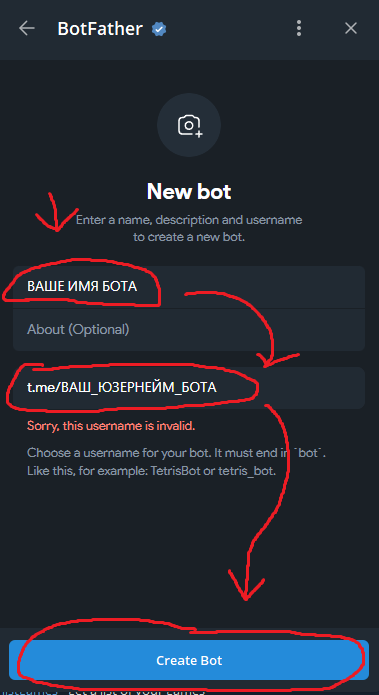 BotFather
New bot
Enter a name, description and username
to create a new bot.
ВАШЕ ИМЯ БОТА
About (Optional)
t.me/ВАШ_ЮЗЕРНЕЙМ_БОТА
Sorry, this username is invalid.
Choose a username for your bot. It must end in `bot`.
Like this, for example: TetrisBot or tetris_bot.
Create Bot